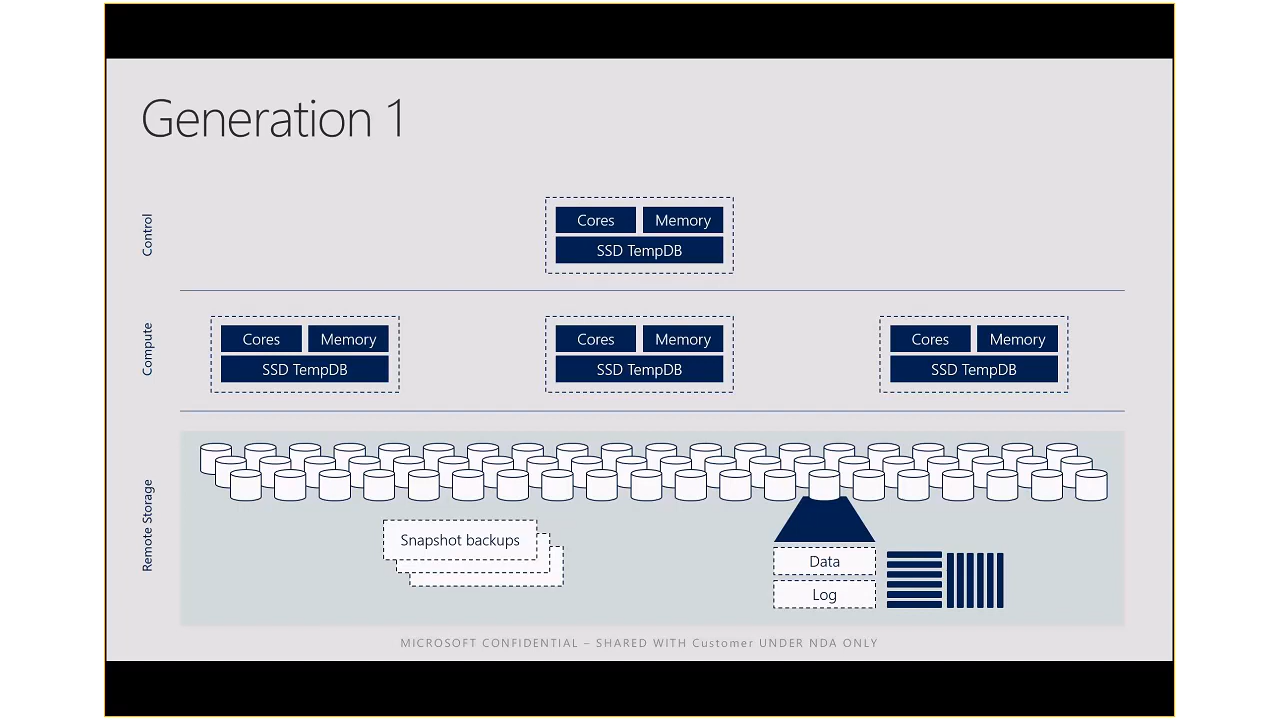 Generation 1
Control
Cores Memory
SSD TempDB
Compute
Cores Memory
SSD TempDB
Cores Memory
SSD TempDB
Cores Memory
SSD TempDB
Remote Storage
Snapshot backups
Data
Log
MICROSOFT CONFIDENTIAL – SHARED WITH Customer UNDER NDA ONLY